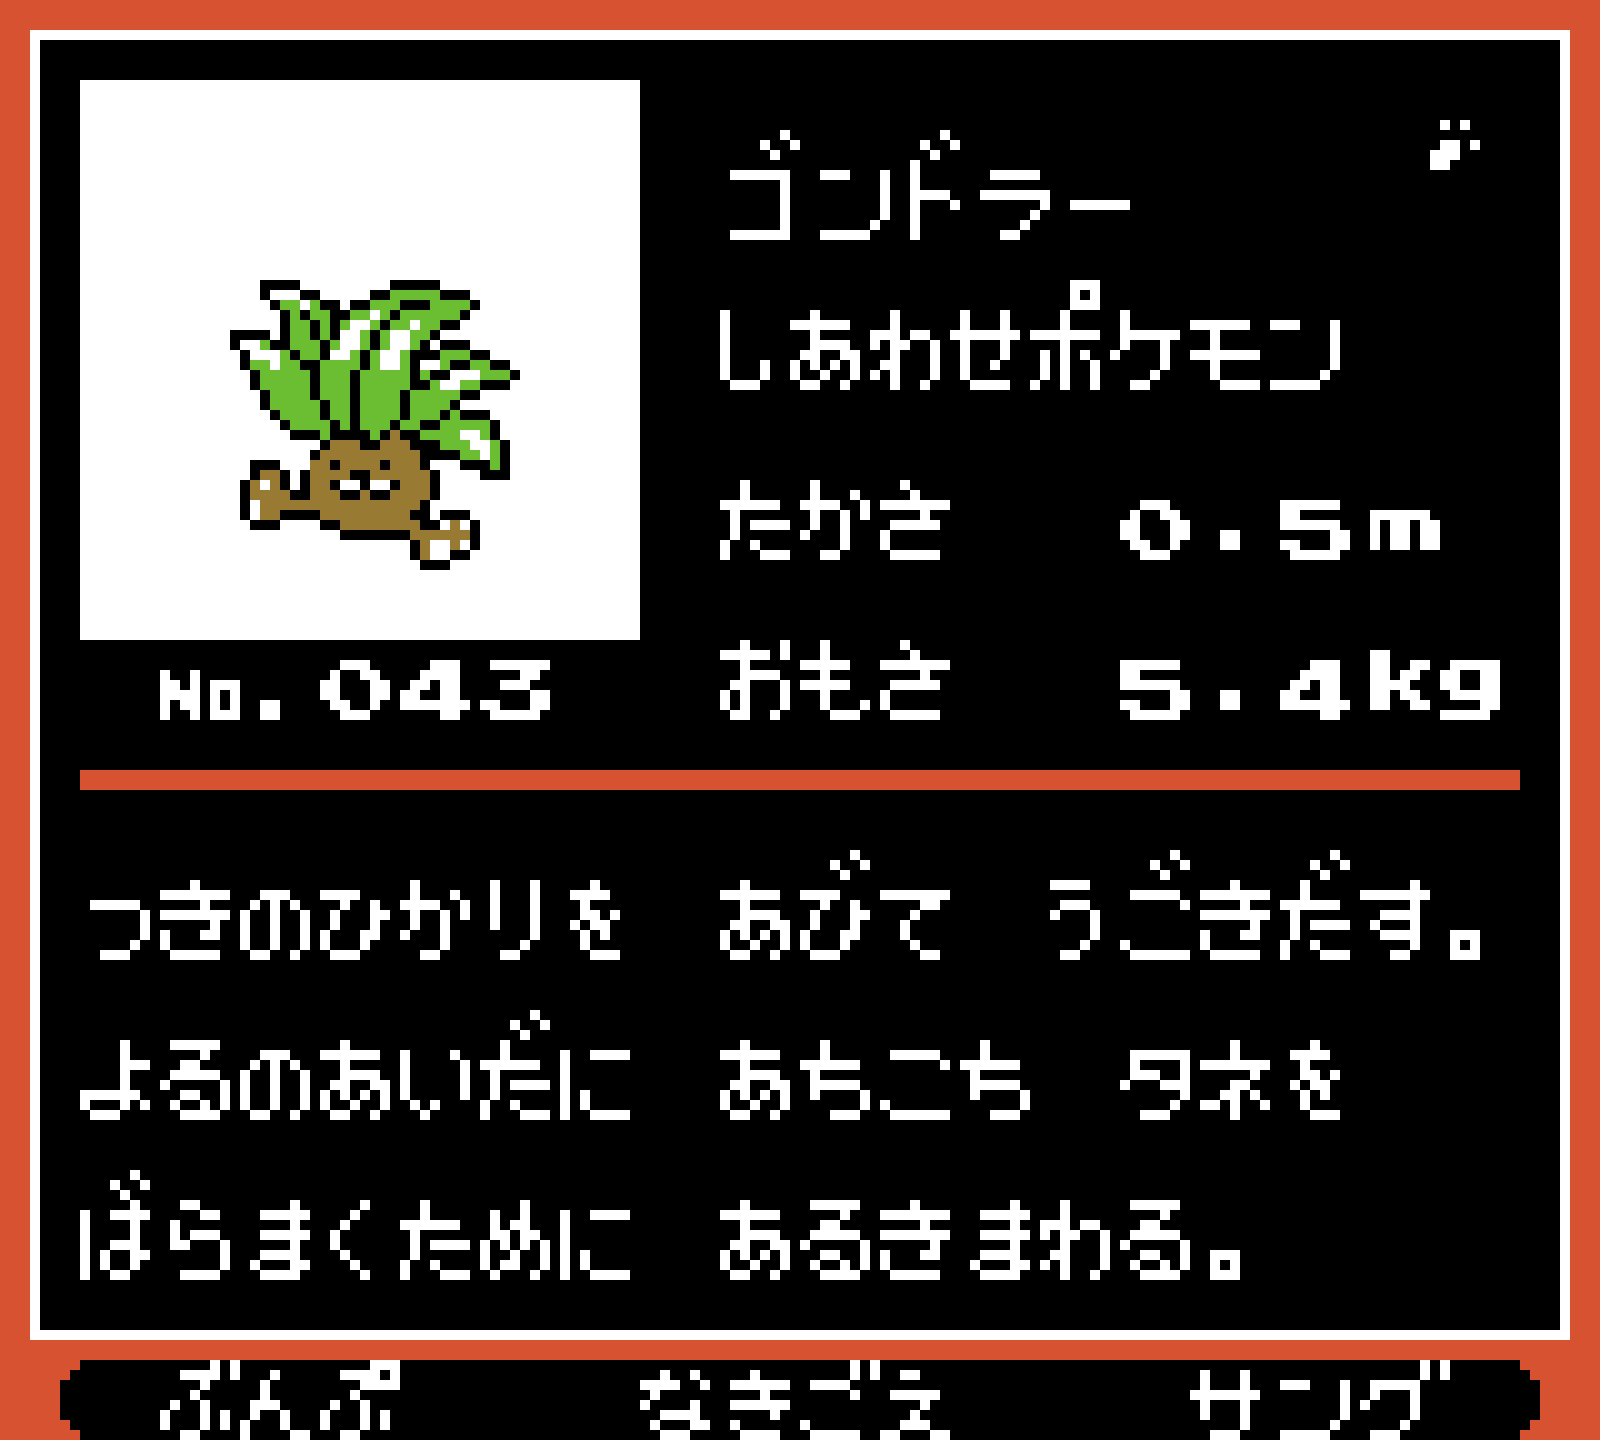 ゴンドラー
しあわせポケモン
たかさ 0.5m
おもさ 5.4kg
No.043
つきのひかりを あびて うごきだす。
よるのあいだに あちこち タネを
ばらまくために あるきまわる。
ぶんぷ なきごえ サング